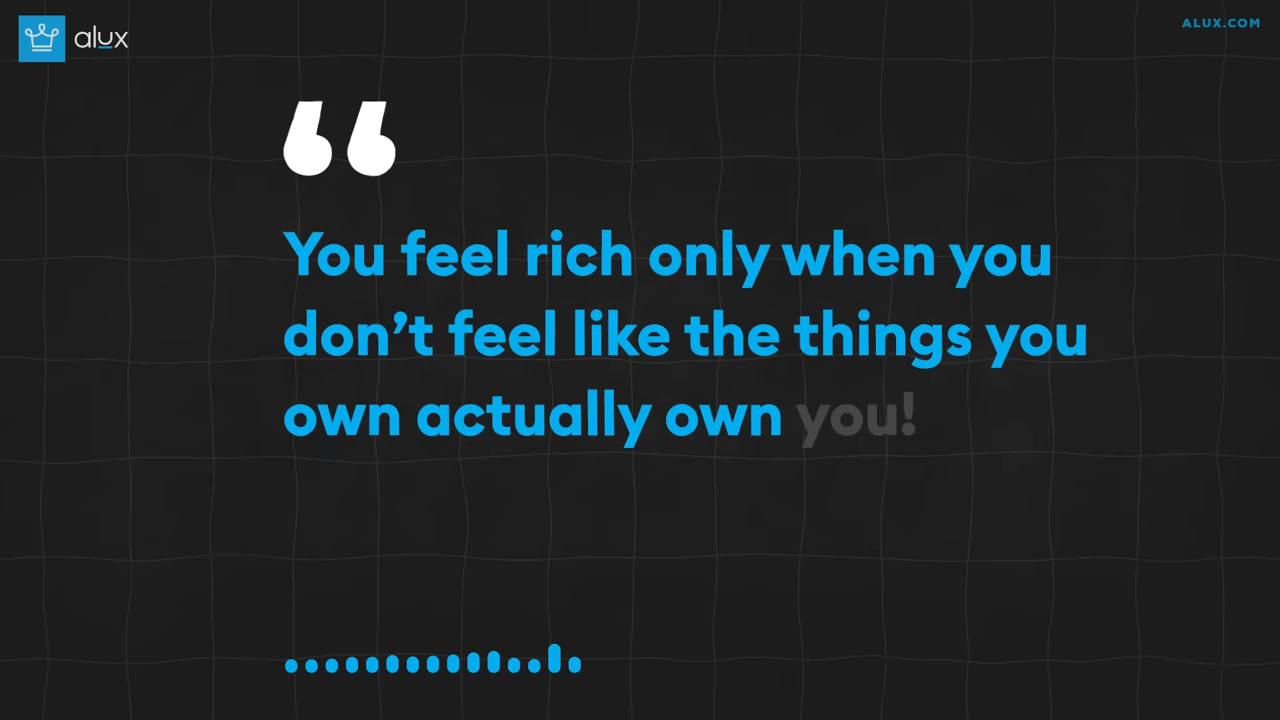 alux
ALUX.COM
“
You feel rich only when you
don’t feel like the things you
own actually own you!